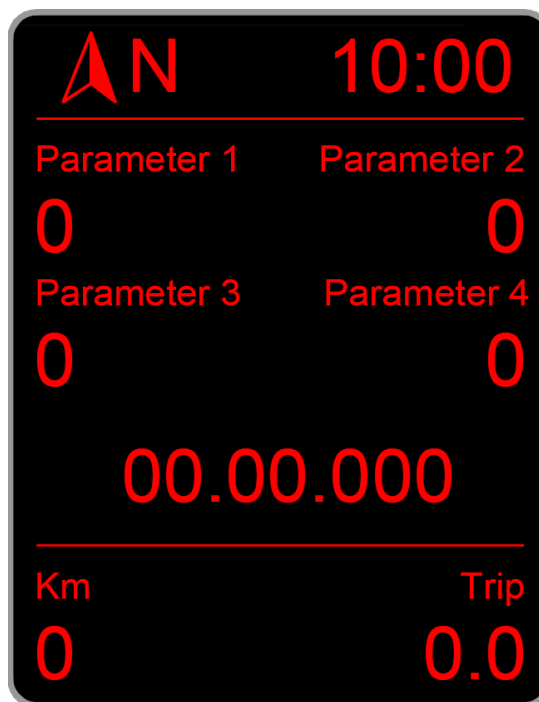 N 10:00
Parameter 1 Parameter 2
0 0
Parameter 3 Parameter 4
0 0
00.00.000
Km Trip
0 0.0